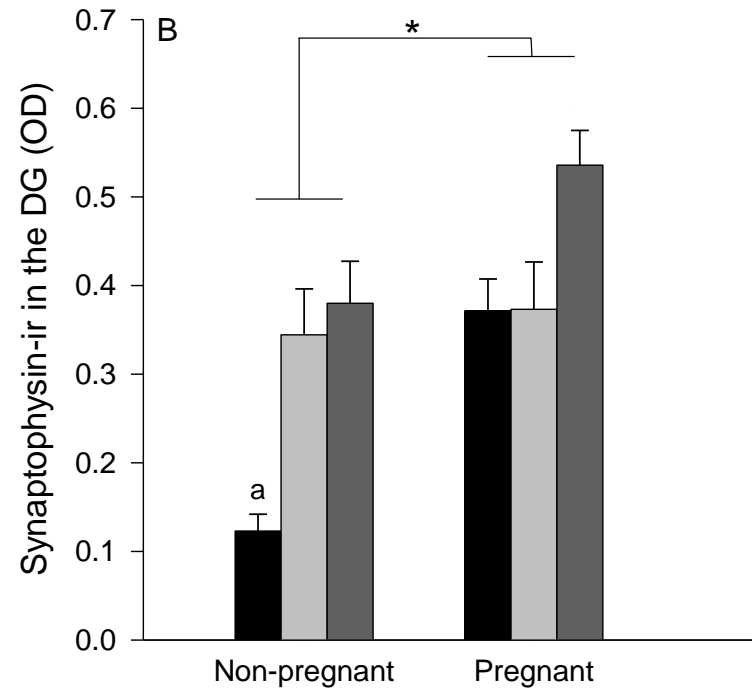 B
*
Synaptophysin-ir in the DG (OD)
0.7
0.6
0.5
0.4
0.3
0.2
0.1
0.0
a
Non-pregnant
Pregnant